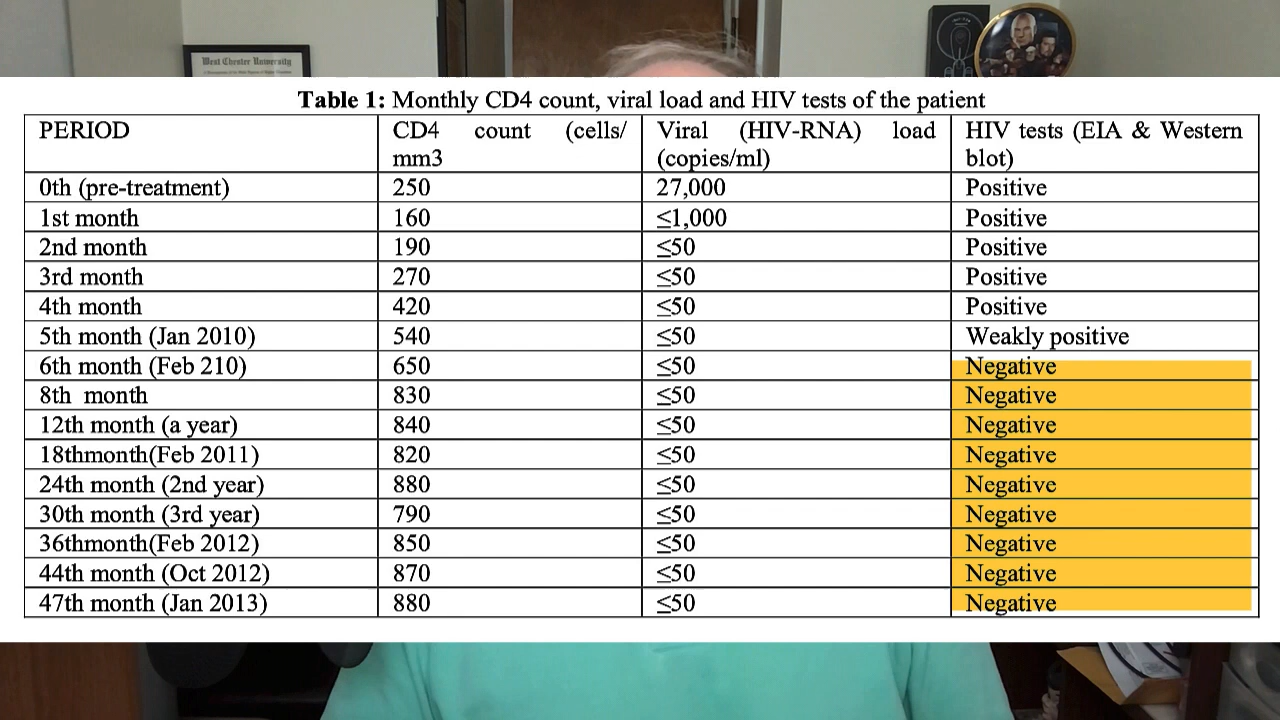 West Chester University
Table 1: Monthly CD4 count, viral load and HIV tests of the patient
PERIOD CD4 count (cells/ mm3 Viral (HIV-RNA) load (copies/ml) HIV tests (EIA & Western blot)
0th (pre-treatment) 250 27,000 Positive
1st month 160 ≤1,000 Positive
2nd month 190 ≤50 Positive
3rd month 270 ≤50 Positive
4th month 420 ≤50 Positive
5th month (Jan 2010) 540 ≤50 Weakly positive
6th month (Feb 210) 650 ≤50 Negative
8th month 830 ≤50 Negative
12th month (a year) 840 ≤50 Negative
18thmonth(Feb 2011) 820 ≤50 Negative
24th month (2nd year) 880 ≤50 Negative
30th month (3rd year) 790 ≤50 Negative
36thmonth(Feb 2012) 850 ≤50 Negative
44th month (Oct 2012) 870 ≤50 Negative
47th month (Jan 2013) 880 ≤50 Negative